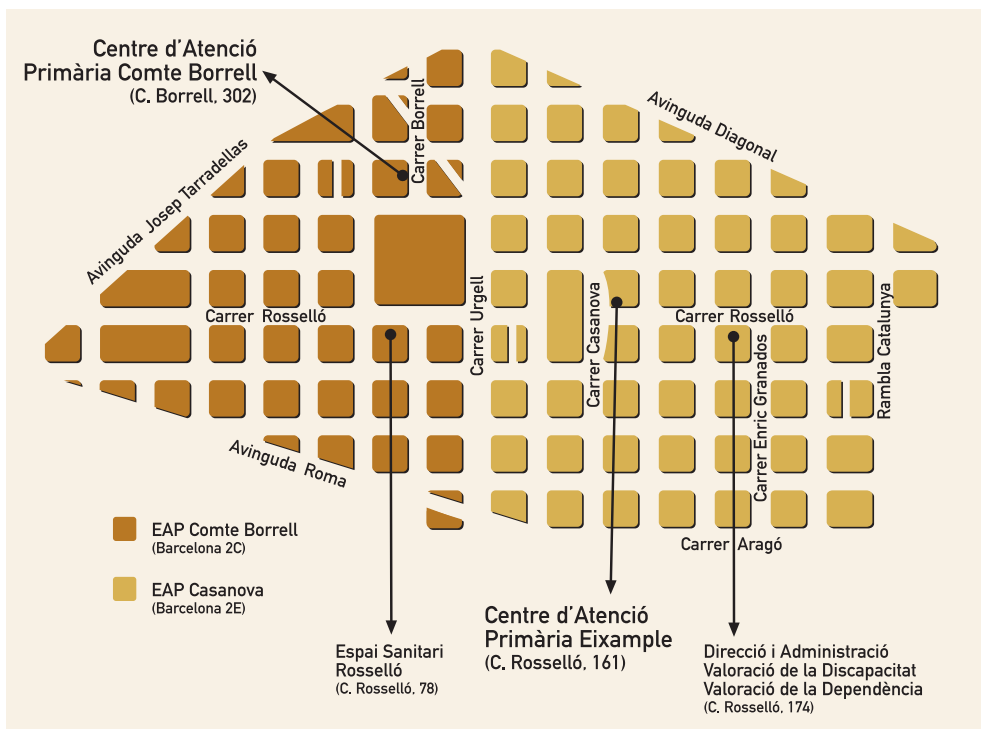 Centre d'Atenció
Primària Comte Borrell
(C. Borrell, 302)
Carrer Borrell
Avinguda Diagonal
Avinguda Josep Tarradellas
Carrer Rosselló
Carrer Urgell
Carrer Casanova
Carrer Rosselló
Carrer Enric Granados
Rambla Catalunya
Avinguda Roma
Carrer Aragó
EAP Comte Borrell
(Barcelona 2C)
EAP Casanova
(Barcelona 2E)
Espai Sanitari
Rosselló
(C. Rosselló, 78)
Centre d'Atenció
Primària Eixample
(C. Rosselló, 161)
Direcció i Administració
Valoració de la Discapacitat
Valoració de la Dependència
(C. Rosselló, 174)